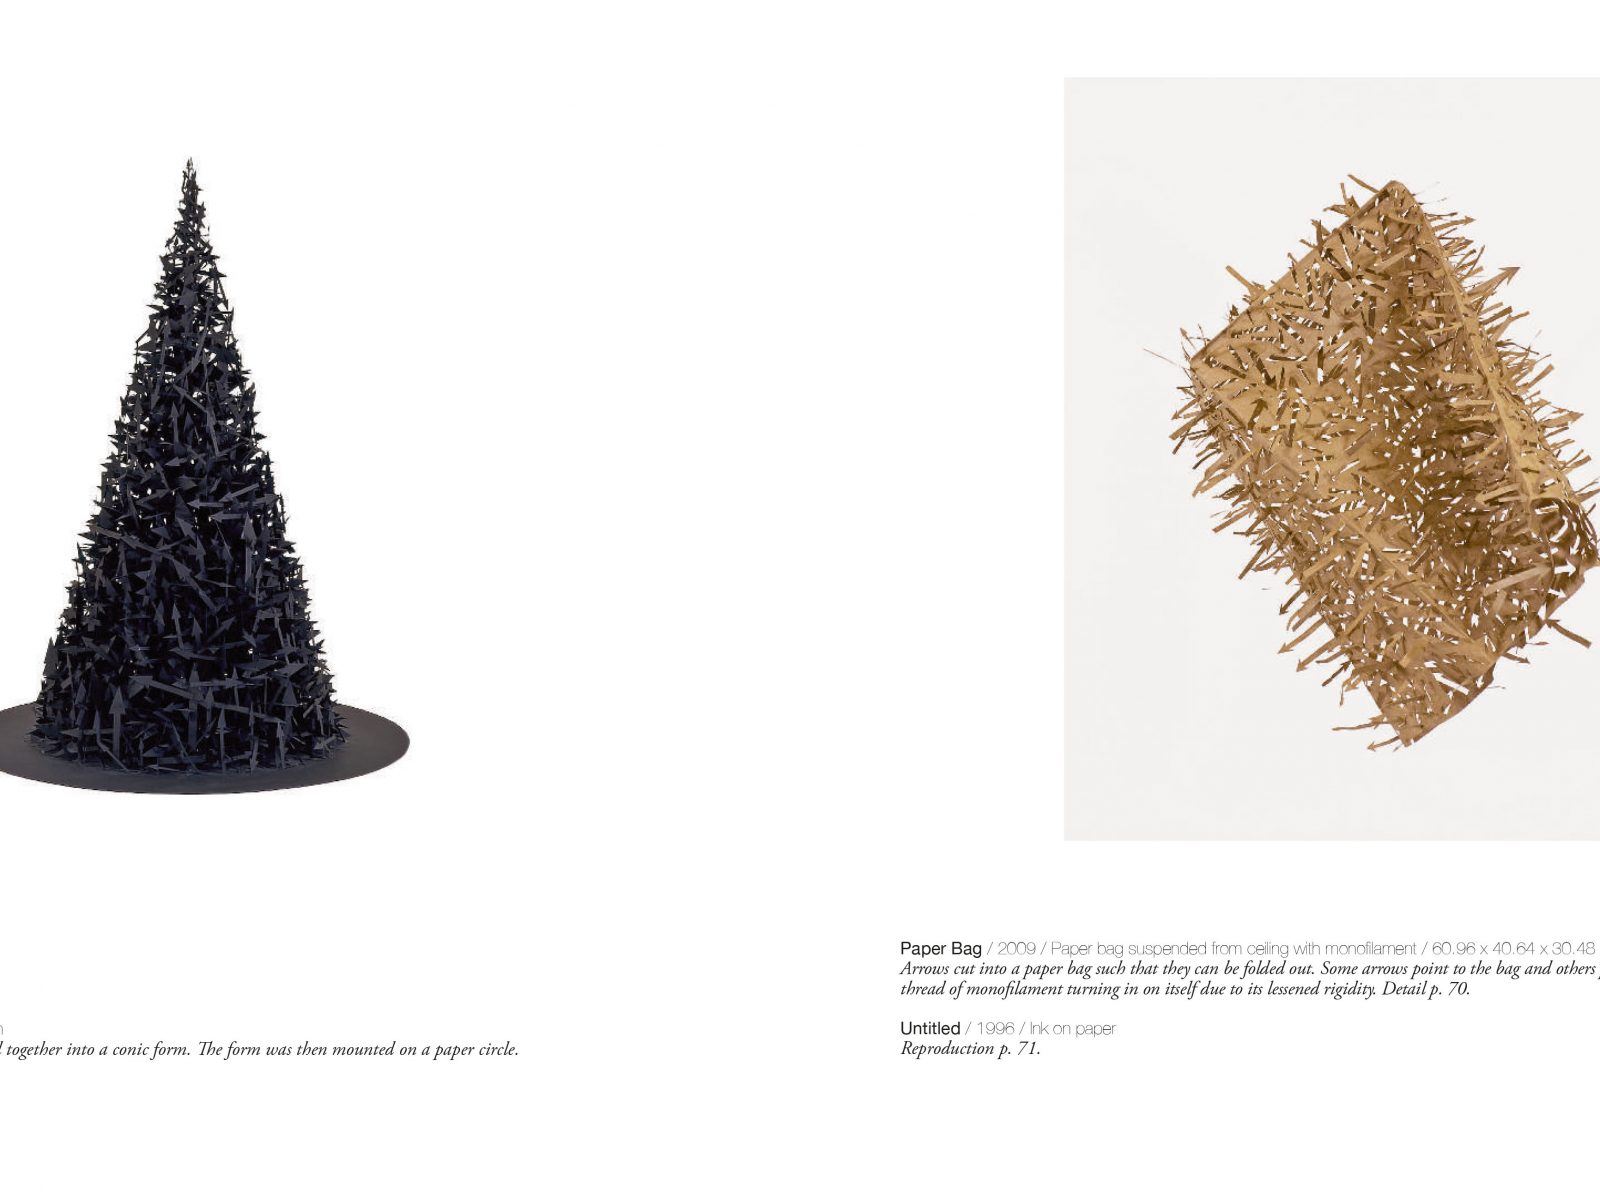 together into a conic form. The form was then mounted on a paper circle.
Paper Bag / 2009 / Paper bag suspended from ceiling with monofilament / 60.96 x 40.64 x 30.48
Arrows cut into a paper bag such that they can be folded out. Some arrows point to the bag and others
thread of monofilament turning in on itself due to its lessened rigidity. Detail p. 70.
Untitled / 1996 / Ink on paper
Reproduction p. 71.